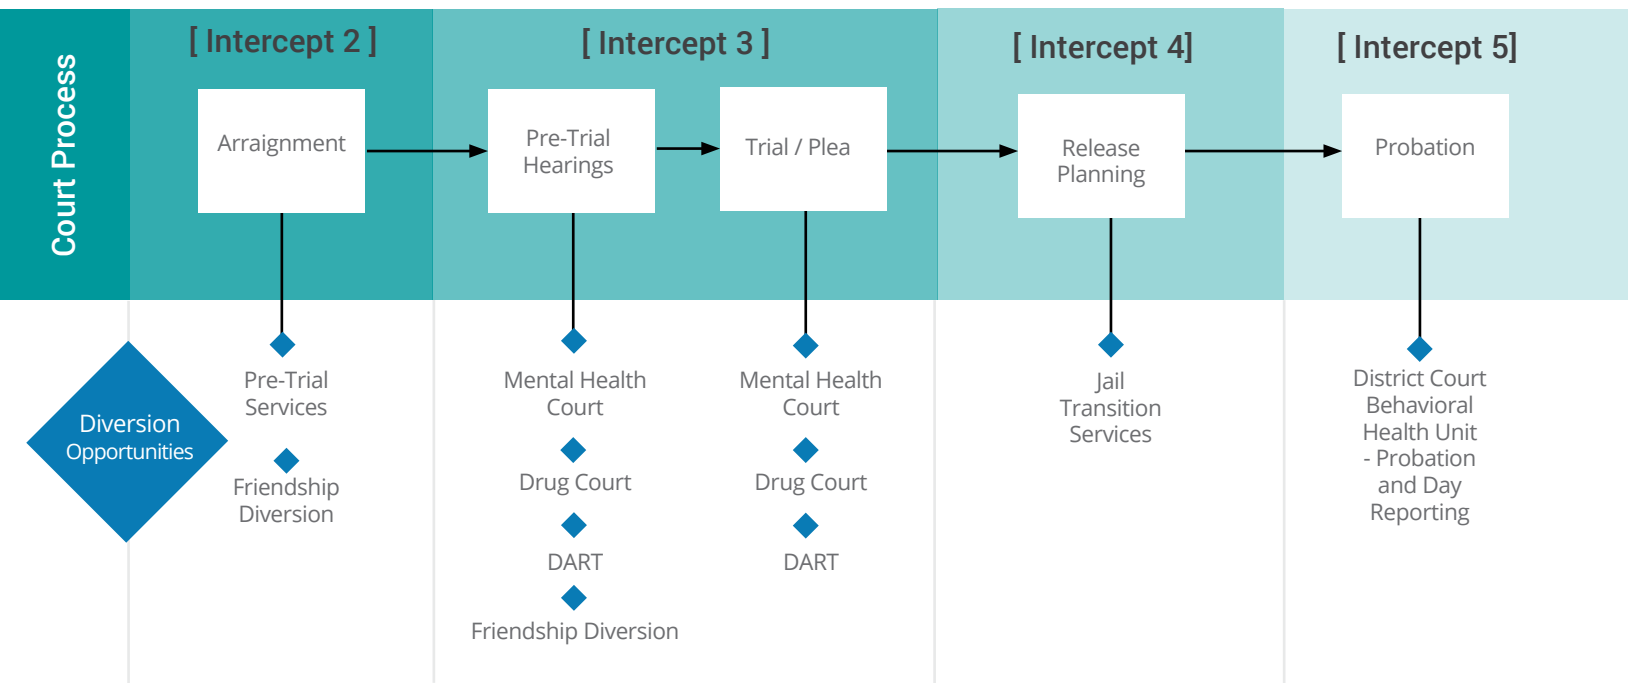 Court Process
[ Intercept 2 ]
[ Intercept 3 ]
[ Intercept 4]
[ Intercept 5]
Arraignment
Pre-Trial
Hearings
Trial / Plea
Release
Planning
Probation
Diversion
Opportunities
Pre-Trial
Services
Friendship
Diversion
Mental Health
Court
Drug Court
DART
Friendship Diversion
Mental Health
Court
Drug Court
DART
Jail
Transition
Services
District Court
Behavioral
Health Unit
- Probation
and Day
Reporting